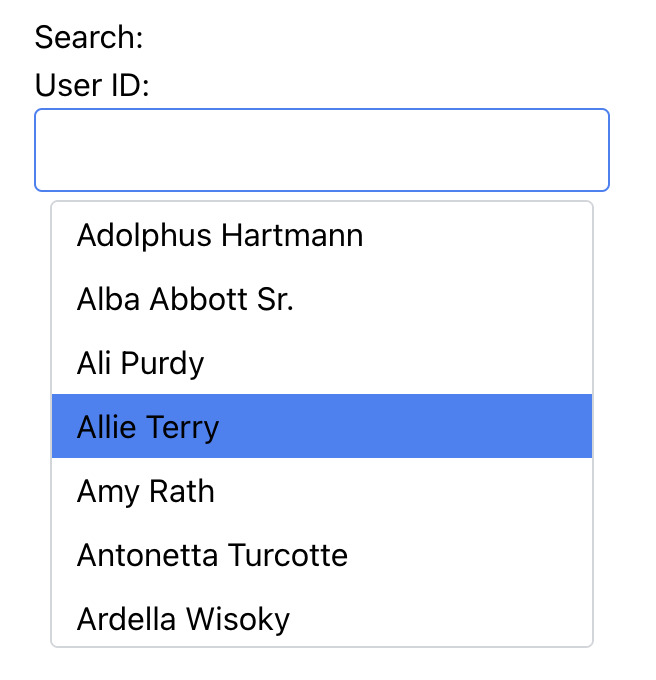 Search:
User ID:
Adolphus Hartmann
Alba Abbott Sr.
Ali Purdy
Allie Terry
Amy Rath
Antonetta Turcotte
Ardella Wisoky